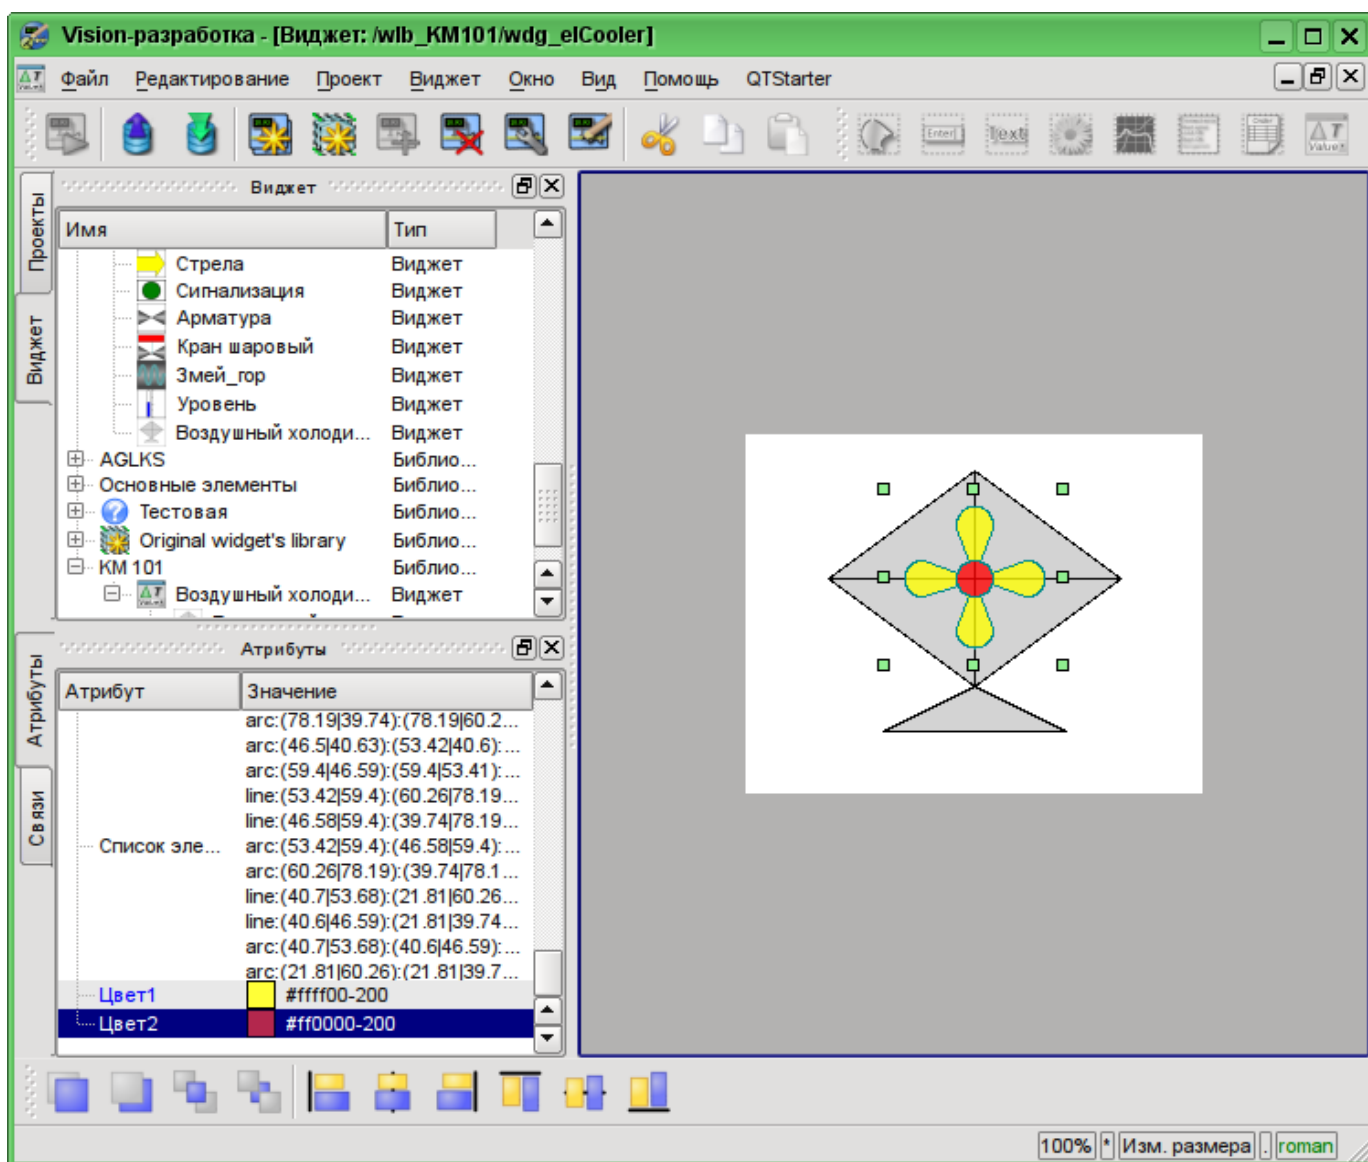 Vision-разработка - [Виджет: /wlb_KM101/wdg_elCooler]
Файл Редактирование Проект Виджет Окно Вид Помощь QTStarter
Enter Text Values
Проекты
Виджет
Виджет
Имя Тип
Стрела Виджет
Сигнализация Виджет
Арматура Виджет
Кран шаровый Виджет
Змей_гор Виджет
Уровень Виджет
Воздушный холоди... Виджет
AGLKS Библио...
Основные элементы Библио...
Тестовая Библио...
Original widget's library Библио...
КМ 101 Библио...
Воздушный холоди... Виджет
Атрибуты
Связи
Атрибуты
Атрибут Значение
arc:(78.19|39.74):(78.19|60.2...
arc:(46.5|40.63):(53.42|40.6):...
arc:(59.4|46.59):(59.4|53.41):...
line:(53.42|59.4):(60.26|78.19...
line:(46.58|59.4):(39.74|78.19...
Список эле... arc:(53.42|59.4):(46.58|59.4):...
arc:(60.26|78.19):(39.74|78.1...
line:(40.7|53.68):(21.81|60.26...
line:(40.6|46.59):(21.81|39.74...
arc:(40.7|53.68):(40.6|46.59):...
arc:(21.81|60.26):(21.81|39.7...
Цвет1 #ffff00-200
Цвет2 #ff0000-200
100% * Изм. размера . roman